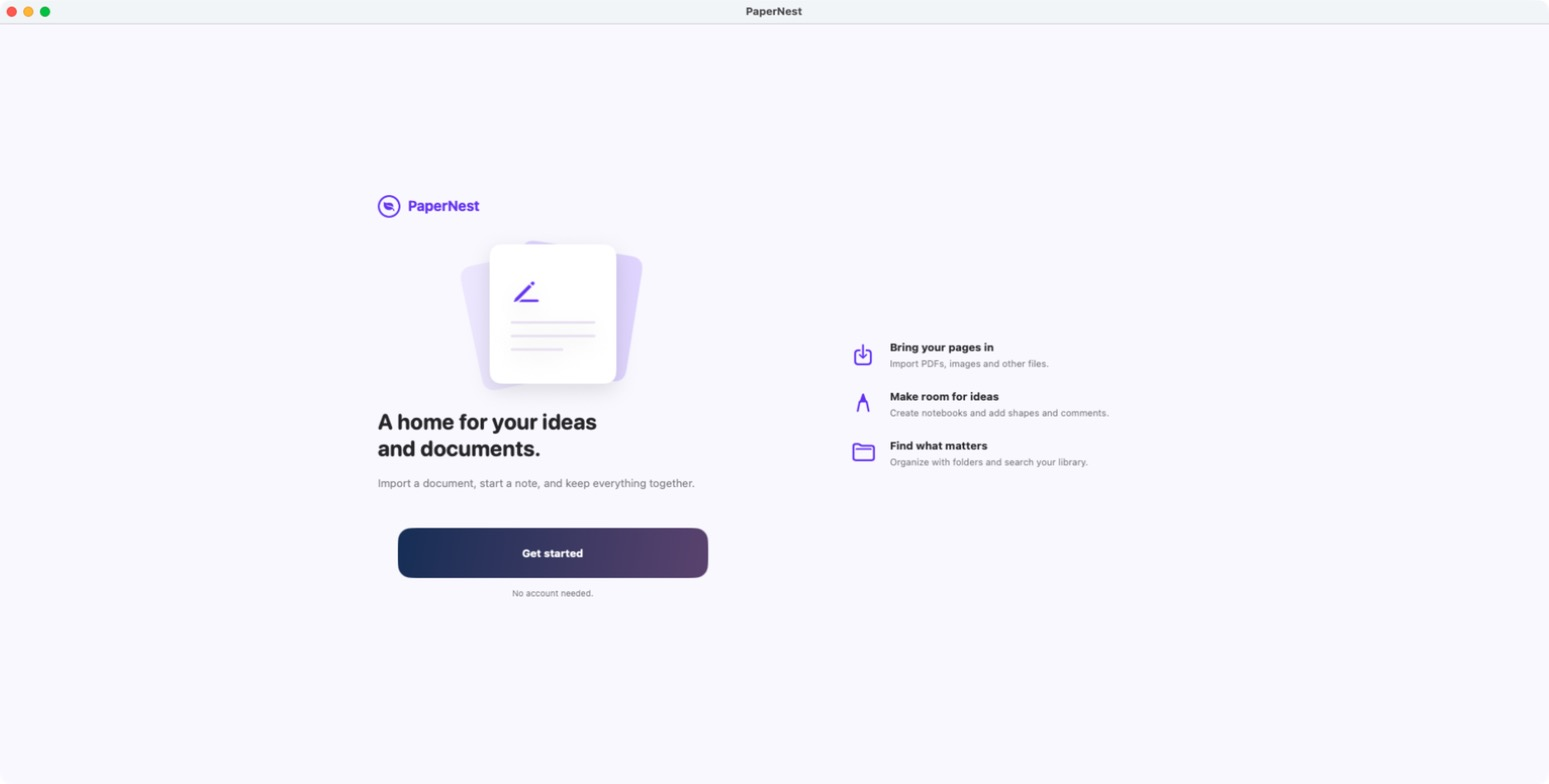 PaperNest
PaperNest
A home for your ideas
and documents.
Import a document, start a note, and keep everything together.
Get started
No account needed.
Bring your pages in
Import PDFs, images and other files.
Make room for ideas
Create notebooks and add shapes and comments.
Find what matters
Organize with folders and search your library.